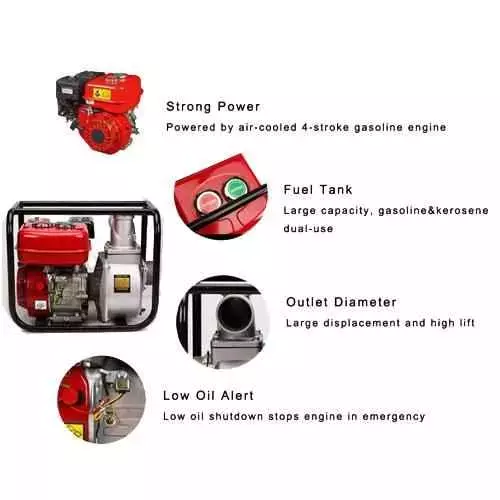 Strong Power
Powered by air-cooled 4-stroke gasoline engine
Fuel Tank
Large capacity, gasoline&kerosene
dual-use
Outlet Diameter
Large displacement and high lift
Low Oil Alert
Low oil shutdown stops engine in emergency